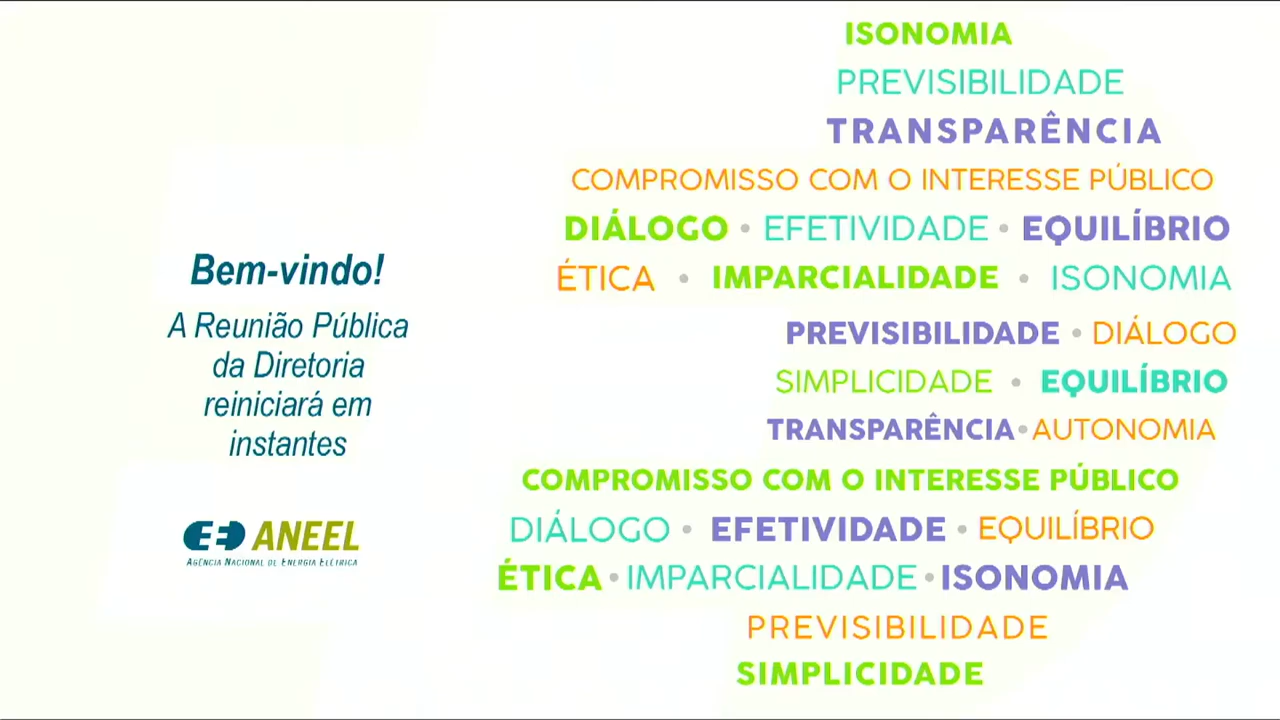 Bem-vindo!
A Reunião Pública
da Diretoria
reiniciará em
instantes
ANEEL
AGÊNCIA NACIONAL DE ENERGIA ELÉTRICA
ISONOMIA
PREVISIBILIDADE
TRANSPARÊNCIA
COMPROMISSO COM O INTERESSE PÚBLICO
DIÁLOGO • EFETIVIDADE • EQUILÍBRIO
ÉTICA • IMPARCIALIDADE • ISONOMIA
PREVISIBILIDADE • DIÁLOGO
SIMPLICIDADE • EQUILÍBRIO
TRANSPARÊNCIA • AUTONOMIA
COMPROMISSO COM O INTERESSE PÚBLICO
DIÁLOGO • EFETIVIDADE • EQUILÍBRIO
ÉTICA • IMPARCIALIDADE • ISONOMIA
PREVISIBILIDADE
SIMPLICIDADE